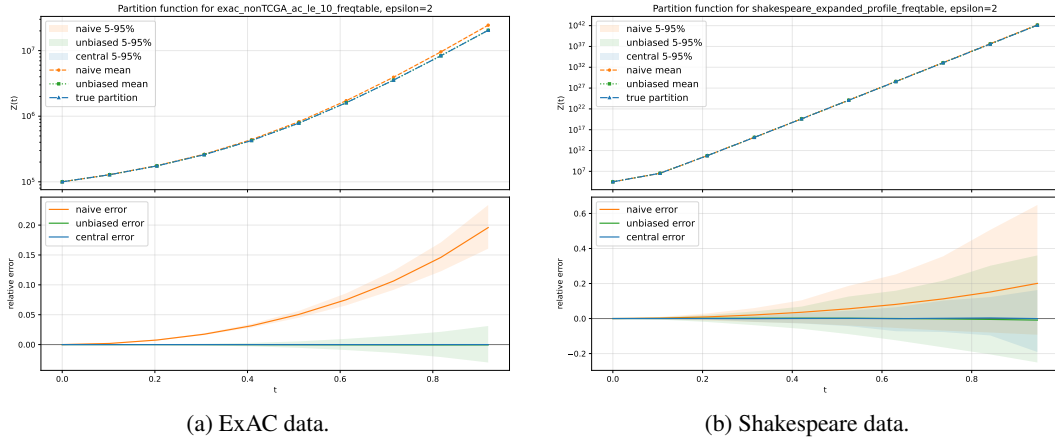 Partition function for exac_nonTCGA_ac_le_10_freqtable, epsilon=2
naive 5-95%
unbiased 5-95%
central 5-95%
naive mean
unbiased mean
true partition
Z(t)
10^7
10^6
10^5
naive error
unbiased error
central error
relative error
0.20
0.15
0.10
0.05
0.00
0.0 0.2 0.4 0.6 0.8
t
(a) ExAC data.
Partition function for shakespeare_expanded_profile_freqtable, epsilon=2
naive 5-95%
unbiased 5-95%
central 5-95%
naive mean
unbiased mean
true partition
Z(t)
10^42
10^37
10^32
10^27
10^22
10^17
10^12
10^7
naive error
unbiased error
central error
relative error
0.6
0.4
0.2
0.0
−0.2
0.0 0.2 0.4 0.6 0.8
t
(b) Shakespeare data.